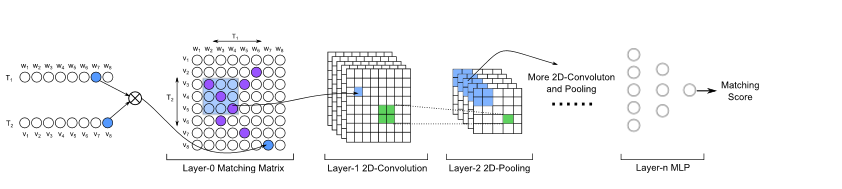 T₁
w₁ w₂ w₃ w₄ w₅ w₆ w₇ w₈
T₁
T₂
v₁ v₂ v₃ v₄ v₅ v₆ v₇ v₈
w₁ w₂ w₃ w₄ w₅ w₆ w₇ w₈
v₁
v₂
v₃
v₄
v₅
v₆
v₇
v₈
T₂
Layer-0 Matching Matrix
Layer-1 2D-Convolution
Layer-2 2D-Pooling
More 2D-Convoluton
and Pooling
......
Layer-n MLP
Matching
Score